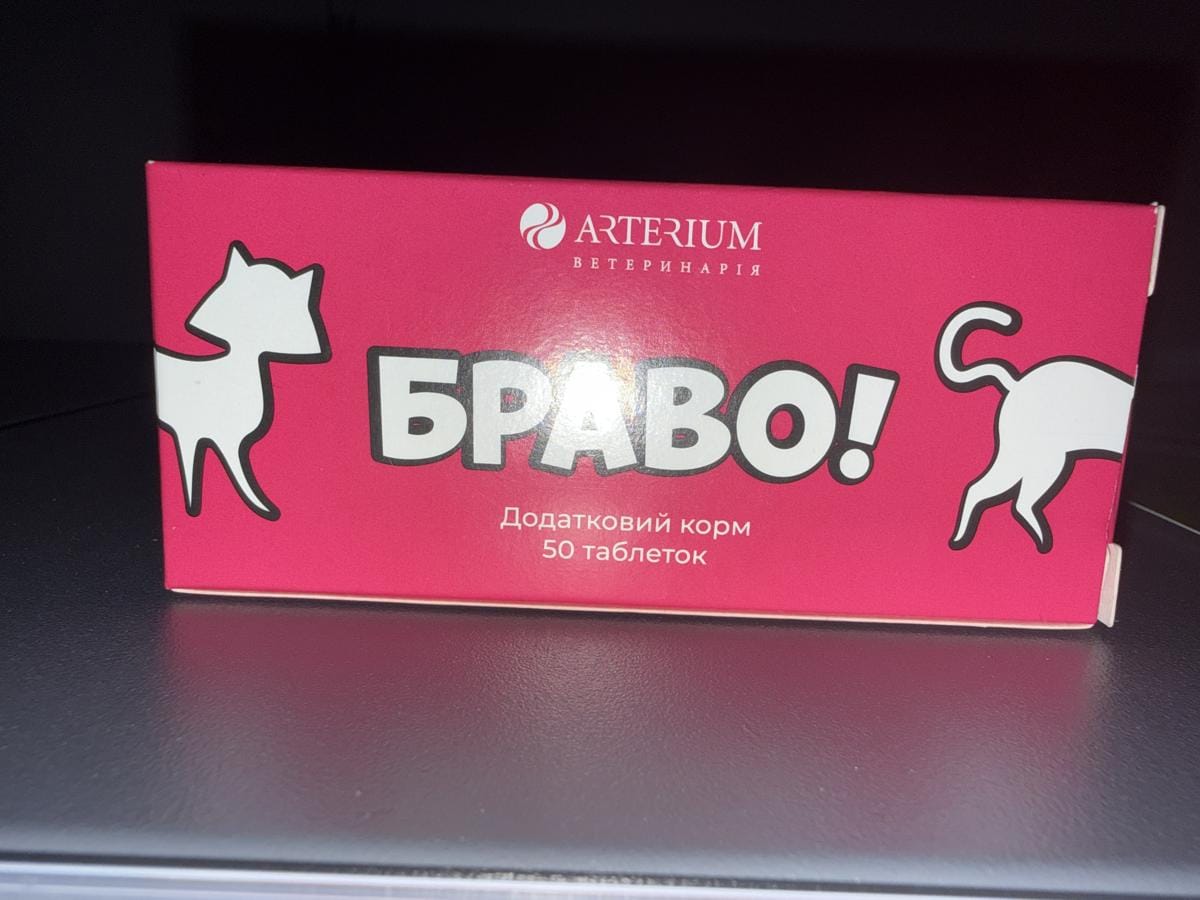 ARTERIUM
ВЕТЕРИНАРІЯ
БРАВО!
Додатковий корм
50 таблеток